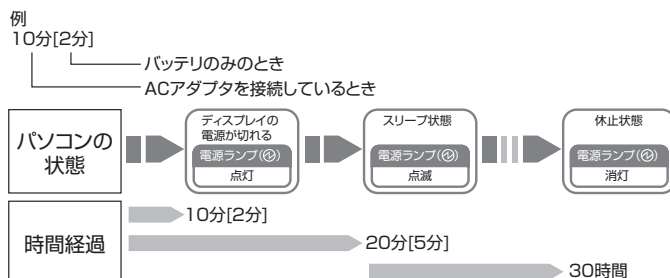 例
10分[2分]
バッテリのみのとき
ACアダプタを接続しているとき
パソコンの
状態
ディスプレイの
電源が切れる
電源ランプ(⏻)
点灯
スリープ状態
電源ランプ(⏻)
点滅
休止状態
電源ランプ(⏻)
消灯
時間経過
10分[2分]
20分[5分]
30時間